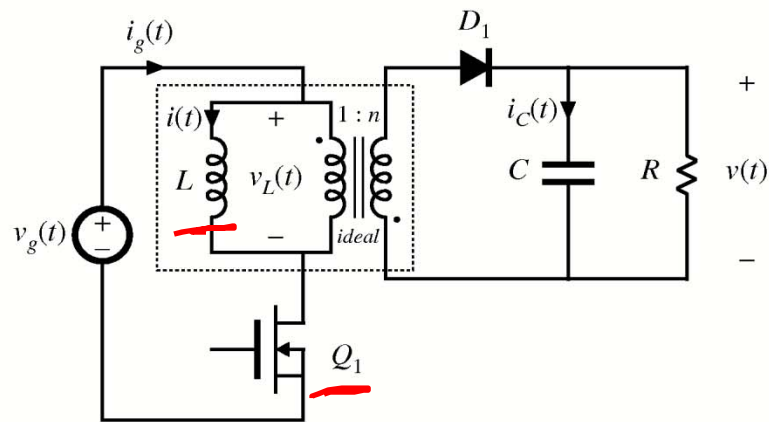 i_g(t)
D_1
i(t)
+
1 : n
i_C(t)
+
L
v_L(t)
C
R
v(t)
v_g(t)
+
−
−
ideal
−
Q_1